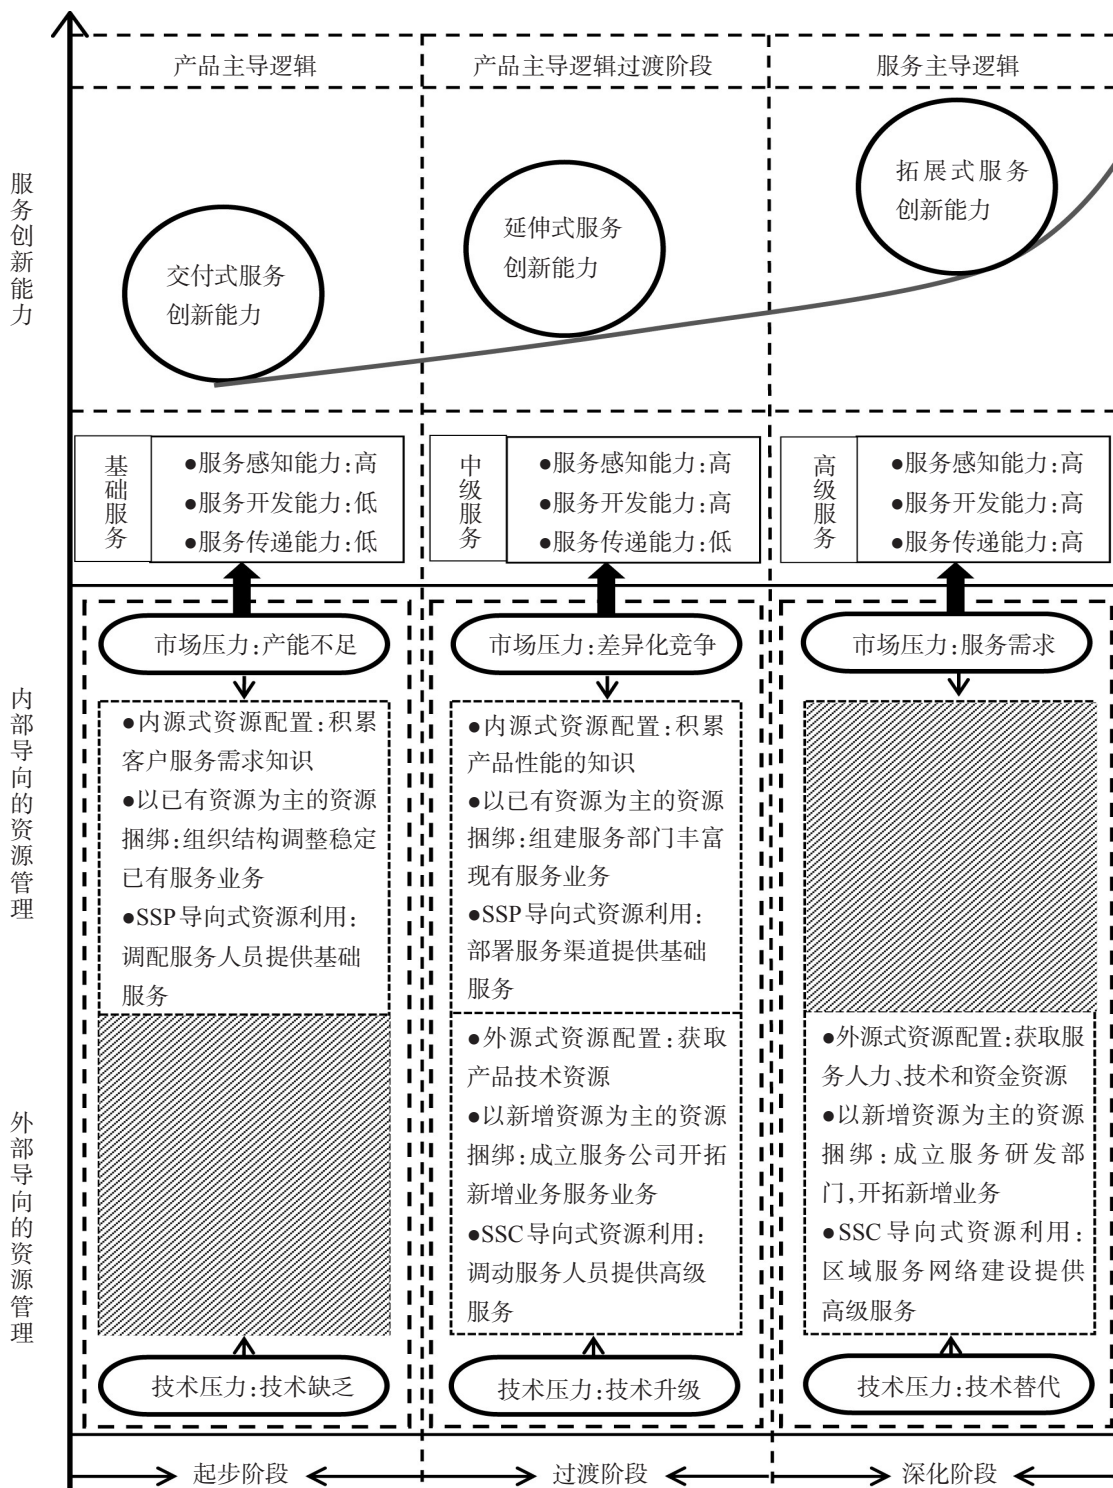 产品主导逻辑
产品主导逻辑过渡阶段
服务主导逻辑
服务创新能力
交付式服务
创新能力
延伸式服务
创新能力
拓展式服务
创新能力
基础服务
●服务感知能力:高
●服务开发能力:低
●服务传递能力:低
中级服务
●服务感知能力:高
●服务开发能力:高
●服务传递能力:低
高级服务
●服务感知能力:高
●服务开发能力:高
●服务传递能力:高
内部导向的资源管理
外部导向的资源管理
市场压力:产能不足
●内源式资源配置:积累
客户服务需求知识
●以已有资源为主的资源
捆绑:组织结构调整稳定
已有服务业务
●SSP导向式资源利用:
调配服务人员提供基础
服务
技术压力:技术缺乏
市场压力:差异化竞争
●内源式资源配置:积累
产品性能的知识
●以已有资源为主的资源
捆绑:组建服务部门丰富
现有服务业务
●SSP导向式资源利用:
部署服务渠道提供基础
服务
●外源式资源配置:获取
产品技术资源
●以新增资源为主的资源
捆绑:成立服务公司开拓
新增业务服务业务
●SSC导向式资源利用:
调动服务人员提供高级
服务
技术压力:技术升级
市场压力:服务需求
●外源式资源配置:获取服
务人力、技术和资金资源
●以新增资源为主的资源
捆绑:成立服务研发部
门,开拓新增业务
●SSC导向式资源利用:
区域服务网络建设提供
高级服务
技术压力:技术替代
起步阶段
过渡阶段
深化阶段